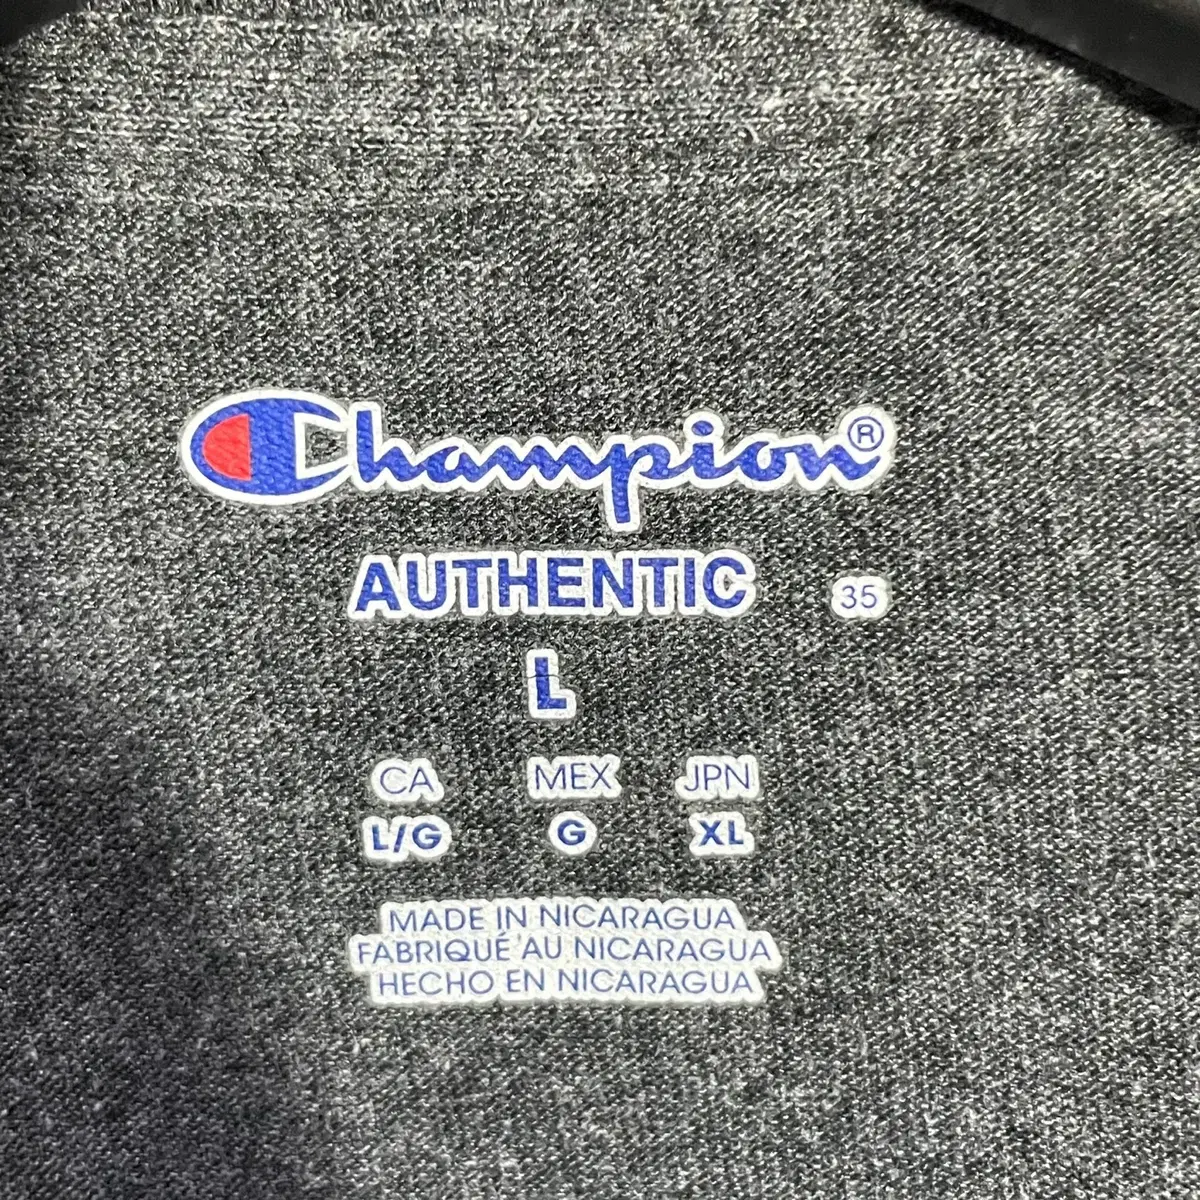 Champion®
AUTHENTIC 35
L
CA MEX JPN
L/G G XL
MADE IN NICARAGUA
FABRIQUÉ AU NICARAGUA
HECHO EN NICARAGUA